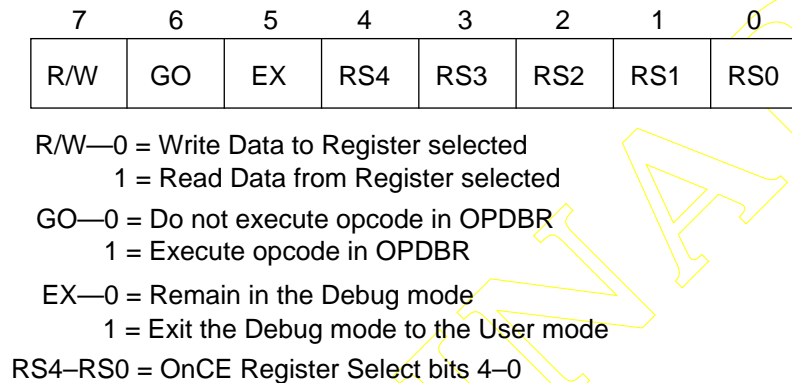 7 6 5 4 3 2 1 0
R/W GO EX RS4 RS3 RS2 RS1 RS0
R/W—0 = Write Data to Register selected
1 = Read Data from Register selected
GO—0 = Do not execute opcode in OPDBR
1 = Execute opcode in OPDBR
EX—0 = Remain in the Debug mode
1 = Exit the Debug mode to the User mode
RS4–RS0 = OnCE Register Select bits 4–0